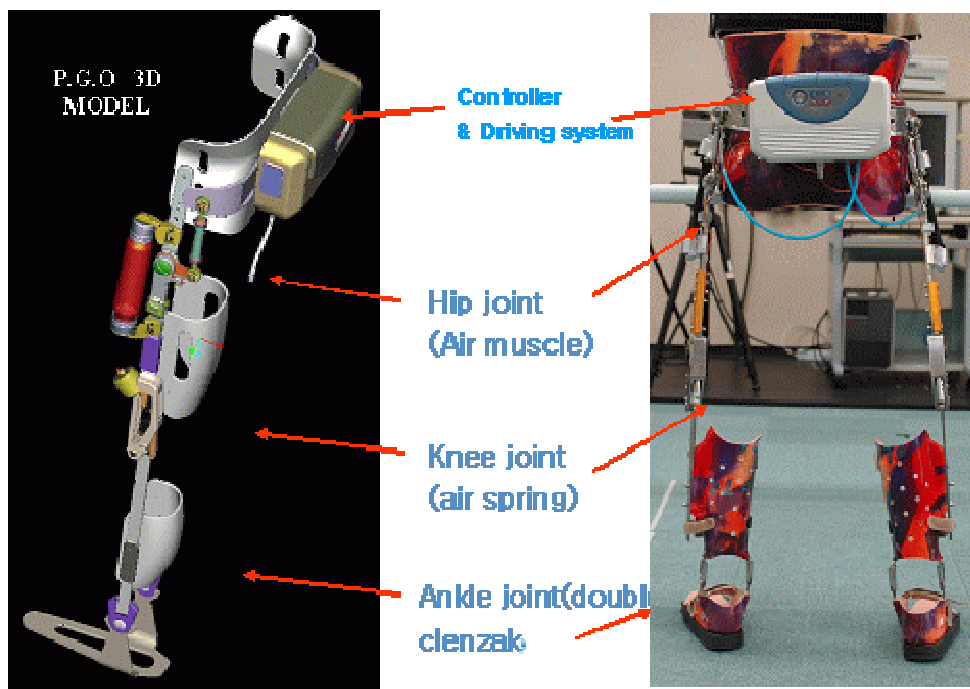 P.G.O 3D
MODEL
Controller
& Driving system
Hip joint
(Air muscle)
Knee joint
(air spring)
Ankle joint(doubl
clenzak